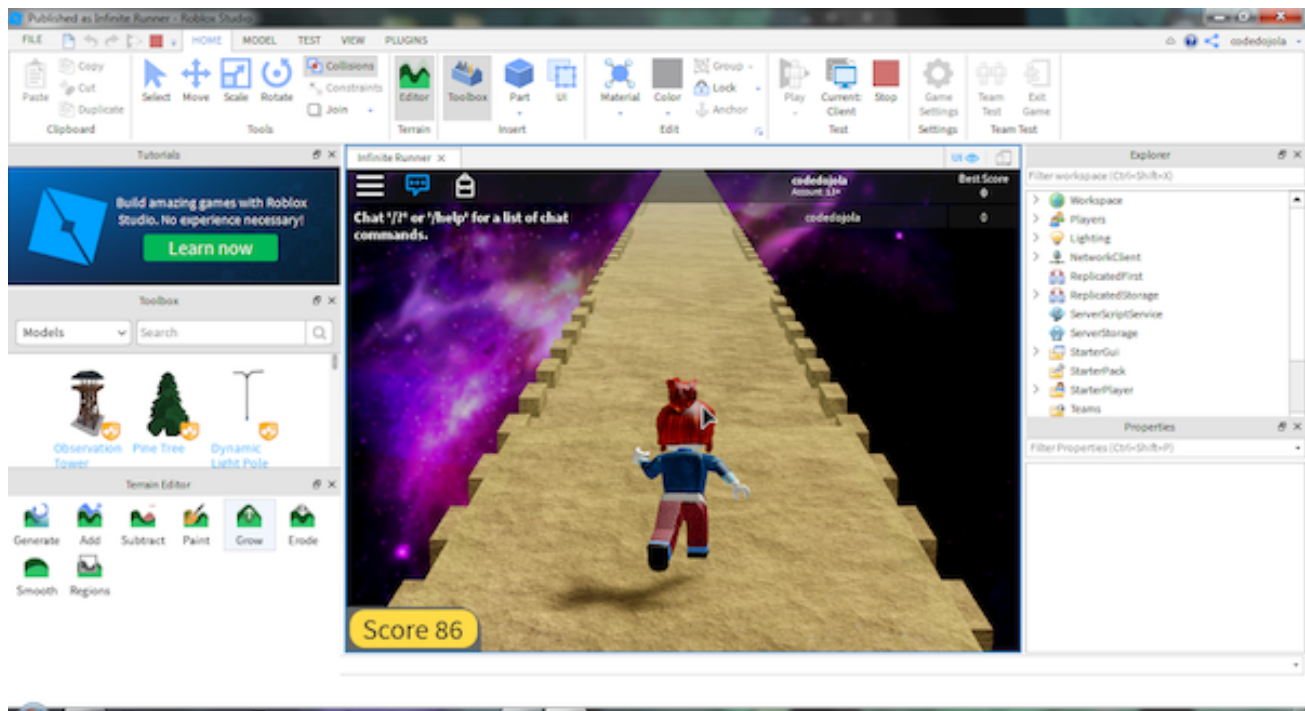 Published as Infinite Runner - Roblox Studio
FILE HOME MODEL TEST VIEW PLUGINS codedojola
Copy
Cut
Paste
Duplicate
Clipboard
Select Move Scale Rotate
Collisions
Constraints
Join
Tools
Editor
Terrain
Toolbox Part UI
Insert
Material Color
Group
Lock
Anchor
Edit
Play Current: Client Stop
Test
Game Settings
Settings
Team Test
Exit Game
Team Test
Tutorials
Build amazing games with Roblox
Studio. No experience necessary!
Learn now
Toolbox
Models Search
Observation Tower
Pine Tree
Dynamic Light Pole
Terrain Editor
Generate Add Subtract Paint Grow Erode
Smooth Regions
Infinite Runner
UI
codedojola
Account: 13+
Best Score
0
codedojola 0
Chat '/?' or '/help' for a list of chat
commands.
Score 86
Explorer
Filter workspace (Ctrl+Shift+X)
Workspace
Players
Lighting
NetworkClient
ReplicatedFirst
ReplicatedStorage
ServerScriptService
ServerStorage
StarterGui
StarterPack
StarterPlayer
Teams
Properties
Filter Properties (Ctrl+Shift+P)